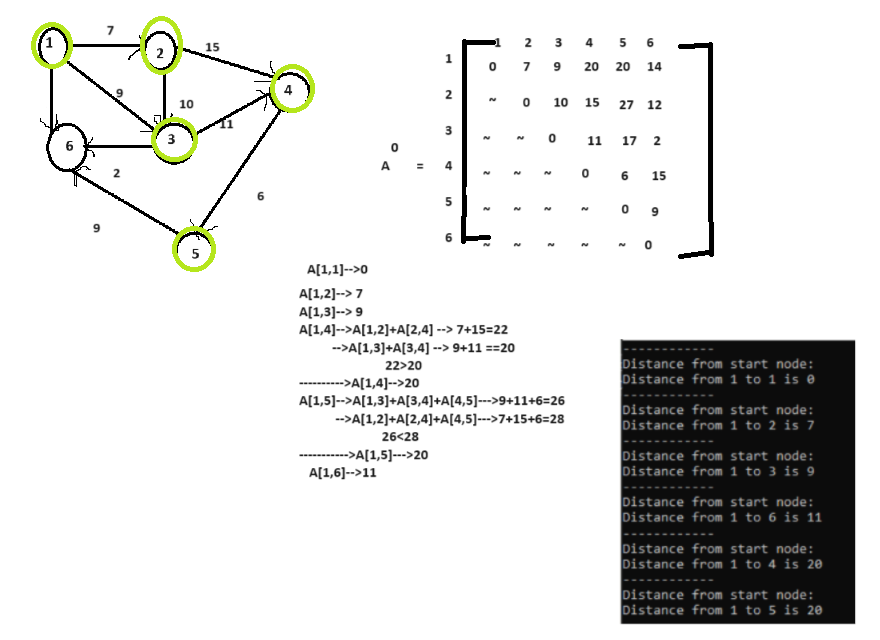 1
7
2
15
9
10
4
11
3
6
2
6
9
5
1 2 3 4 5 6
1 0 7 9 20 20 14
2 ~ 0 10 15 27 12
3 ~ ~ 0 11 17 2
0
A = 4 ~ ~ ~ 0 6 15
5 ~ ~ ~ ~ 0 9
6 ~ ~ ~ ~ ~ 0
A[1,1]-->0
A[1,2]--> 7
A[1,3]--> 9
A[1,4]-->A[1,2]+A[2,4] --> 7+15=22
-->A[1,3]+A[3,4] --> 9+11 ==20
22>20
---------->A[1,4]-->20
A[1,5]-->A[1,3]+A[3,4]+A[4,5]--->9+11+6=26
-->A[1,2]+A[2,4]+A[4,5]--->7+15+6=28
26<28
----------->A[1,5]--->20
A[1,6]-->11
------------
Distance from start node:
Distance from 1 to 1 is 0
------------
Distance from start node:
Distance from 1 to 2 is 7
------------
Distance from start node:
Distance from 1 to 3 is 9
------------
Distance from start node:
Distance from 1 to 6 is 11
------------
Distance from start node:
Distance from 1 to 4 is 20
------------
Distance from start node:
Distance from 1 to 5 is 20